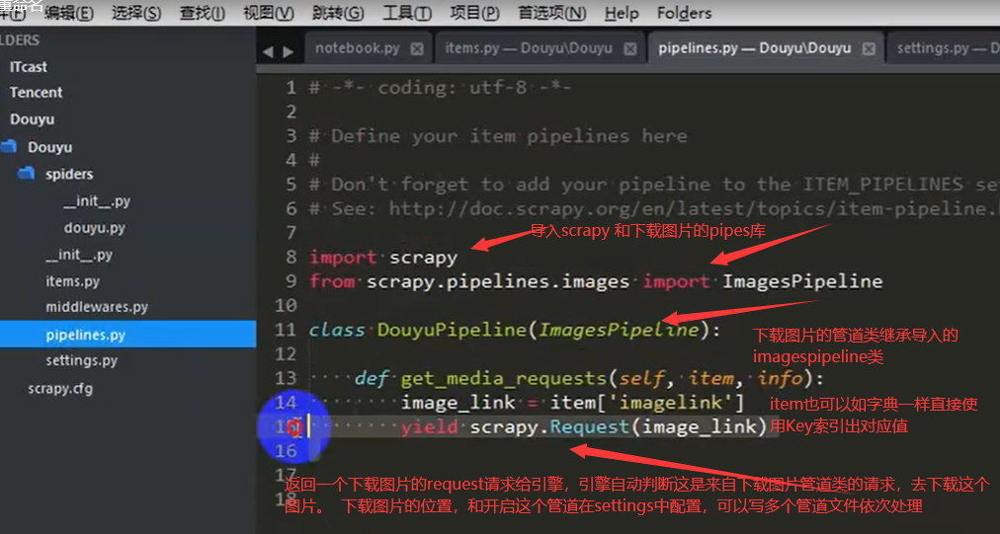 重命名
件(F) 编辑(E) 选择(S) 查找(I) 视图(V) 跳转(G) 工具(T) 项目(P) 首选项(N) Help Folders
LDERS
ITcast
Tencent
Douyu
Douyu
spiders
__init__.py
douyu.py
__init__.py
items.py
middlewares.py
pipelines.py
settings.py
scrapy.cfg
notebook.py items.py — Douyu\Douyu pipelines.py — Douyu\Douyu settings.py — D
1 # -*- coding: utf-8 -*-
2
3 # Define your item pipelines here
4 #
5 # Don't forget to add your pipeline to the ITEM_PIPELINES se
6 # See: http://doc.scrapy.org/en/latest/topics/item-pipeline.
7
导入scrapy 和下载图片的pipes库
8 import scrapy
9 from scrapy.pipelines.images import ImagesPipeline
10
11 class DouyuPipeline(ImagesPipeline):
下载图片的管道类继承导入的
imagespipeline类
12
13 def get_media_requests(self, item, info):
14 image_link = item['imagelink']
item也可以如字典一样直接使
用Key索引出对应值
15 yield scrapy.Request(image_link)
16
17
返回一个下载图片的request请求给引擎，引擎自动判断这是来自下载图片管道类的请求，去下载这个
18
图片。 下载图片的位置，和开启这个管道在settings中配置，可以写多个管道文件依次处理